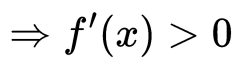 ⇒ f′(x) > 0